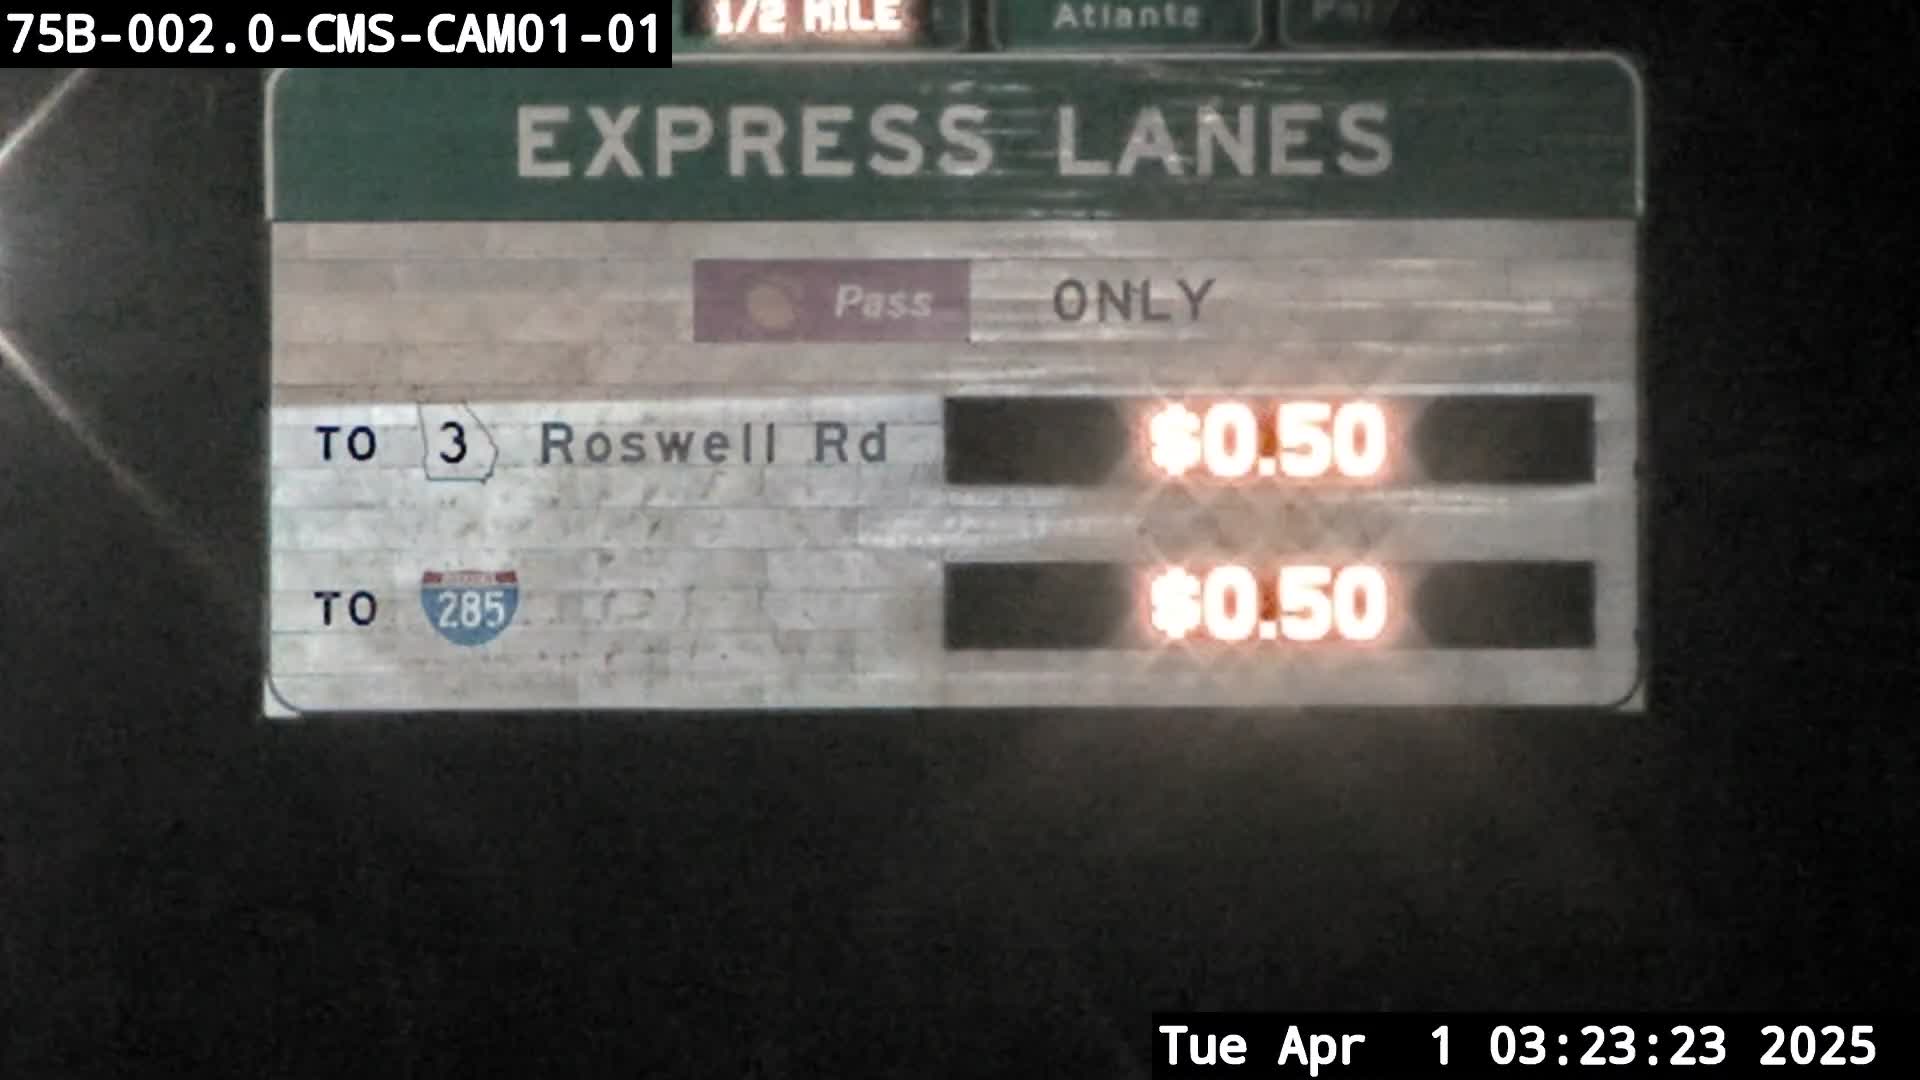 75B-002.0-CMS-CAM01-01
1/2 MILE
Atlanta
EXPRESS LANES
Pass ONLY
TO 3 Roswell Rd $0.50
TO 285 $0.50
Tue Apr 1 03:23:23 2025